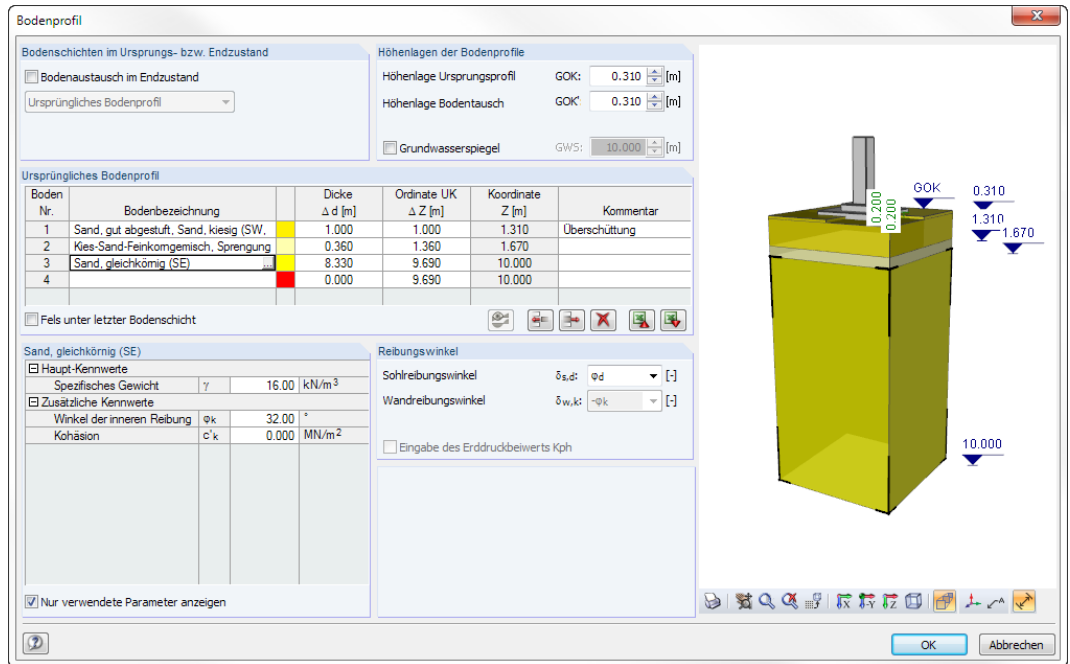 Bodenprofil
Bodenschichten im Ursprungs- bzw. Endzustand
Bodenaustausch im Endzustand
Ursprüngliches Bodenprofil
Höhenlagen der Bodenprofile
Höhenlage Ursprungsprofil GOK: 0.310 [m]
Höhenlage Bodentausch GOK' 0.310 [m]
Grundwasserspiegel GWS: 10.000 [m]
Ursprüngliches Bodenprofil
Boden Dicke Ordinate UK Koordinate
Nr. Bodenbezeichnung Δ d [m] Δ Z [m] Z [m] Kommentar
1 Sand, gut abgestuft, Sand, kiesig (SW, 1.000 1.000 1.310 Überschüttung
2 Kies-Sand-Feinkorngemisch, Sprengung 0.360 1.360 1.670
3 Sand, gleichkörnig (SE) ... 8.330 9.690 10.000
4 0.000 9.690 10.000
Fels unter letzter Bodenschicht
Sand, gleichkörnig (SE)
Haupt-Kennwerte
Spezifisches Gewicht γ 16.00 kN/m³
Zusätzliche Kennwerte
Winkel der inneren Reibung φk 32.00 °
Kohäsion c'k 0.000 MN/m²
Nur verwendete Parameter anzeigen
Reibungswinkel
Sohlreibungswinkel δs,d: φd [-]
Wandreibungswinkel δw,k: -φk [-]
Eingabe des Erddruckbeiwerts Kph
0.200
0.200
GOK 0.310
1.310
1.670
10.000
OK Abbrechen